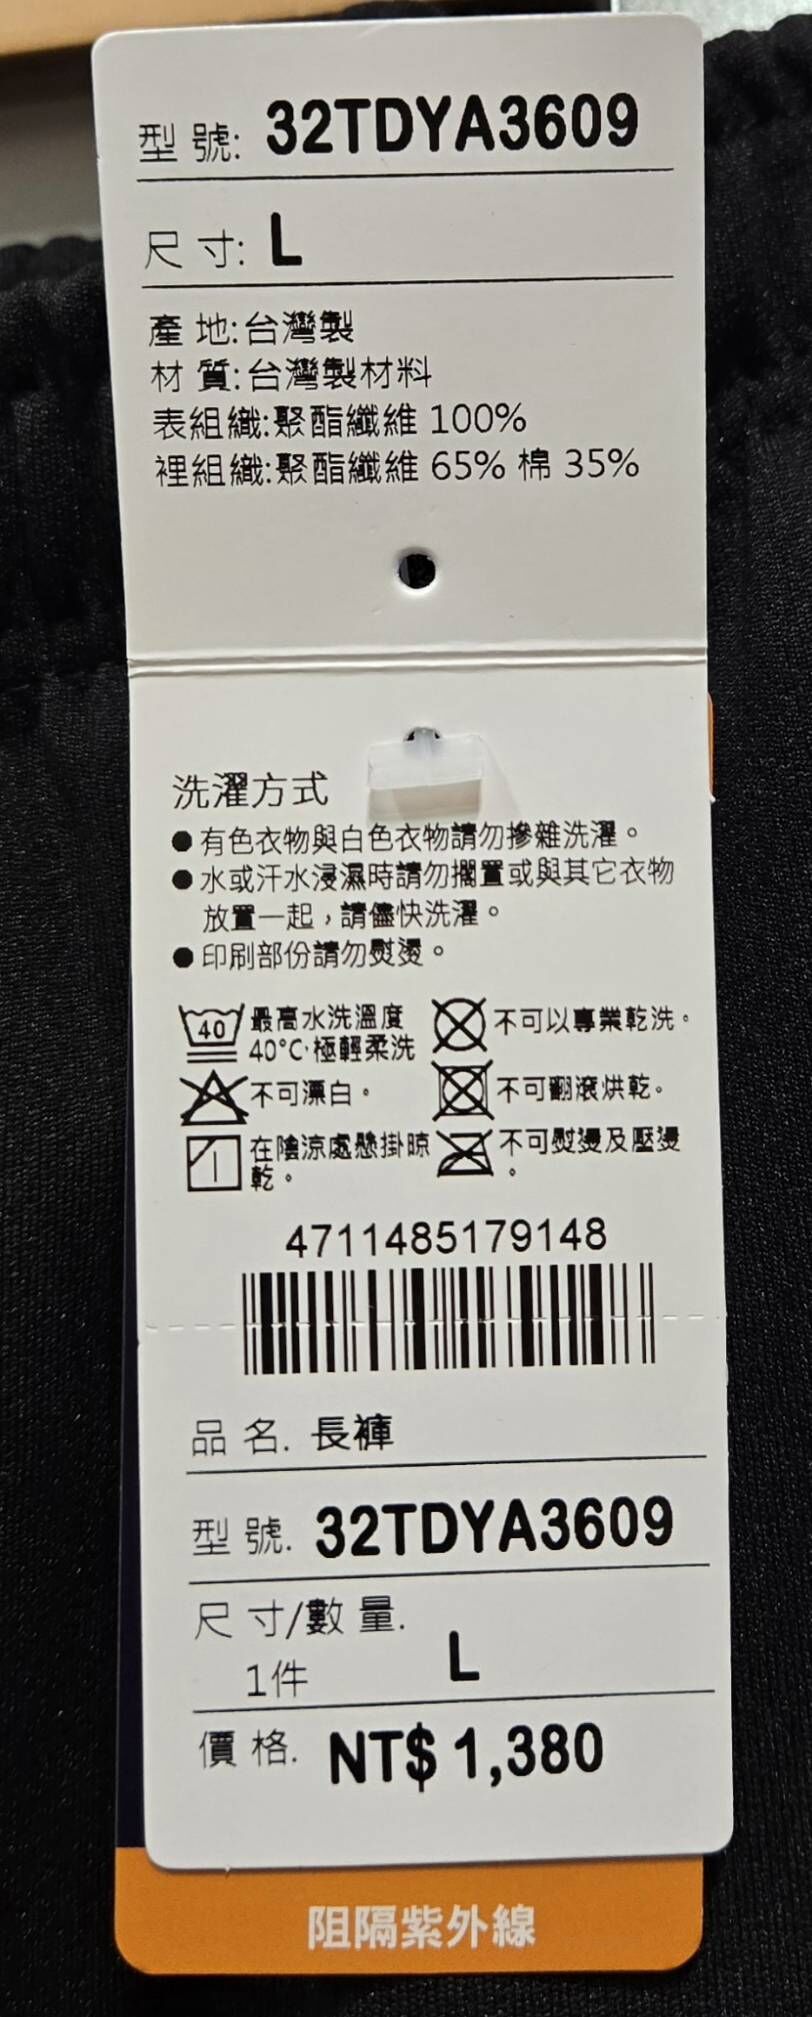 型號: 32TDYA3609
尺寸: L
產地:台灣製
材質:台灣製材料
表組織:聚酯纖維 100%
裡組織:聚酯纖維 65% 棉 35%
洗濯方式
●有色衣物與白色衣物請勿摻雜洗濯。
●水或汗水浸濕時請勿擱置或與其它衣物
放置一起，請儘快洗濯。
●印刷部份請勿熨燙。
40 最高水洗溫度
40°C·極輕柔洗
不可以專業乾洗。
不可漂白。
不可翻滾烘乾。
在陰涼處懸掛晾
乾。
不可熨燙及壓燙
。
4711485179148
品名. 長褲
型號. 32TDYA3609
尺寸/數量.
1件 L
價格. NT$ 1,380
阻隔紫外線